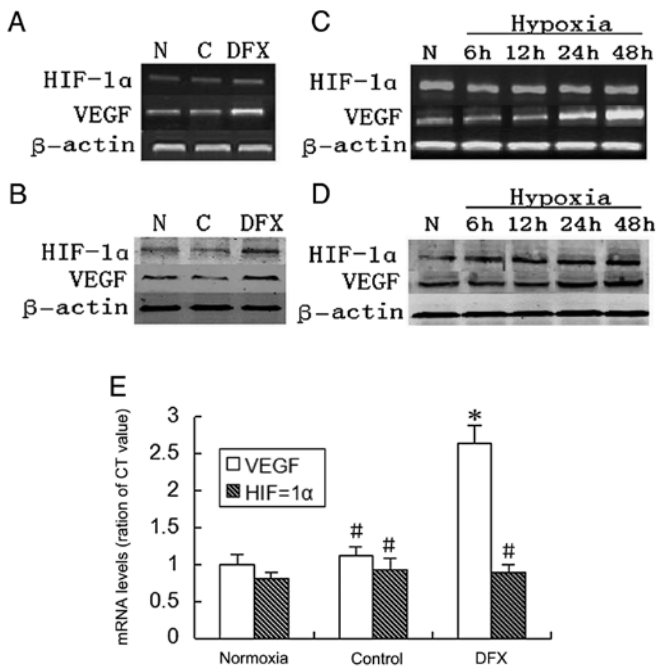 A
N C DFX
HIF-1α
VEGF
β-actin
B
N C DFX
HIF-1α
VEGF
β-actin
C
Hypoxia
N 6h 12h 24h 48h
HIF-1α
VEGF
β-actin
D
Hypoxia
N 6h 12h 24h 48h
HIF-1α
VEGF
β-actin
E
mRNA levels (ration of CT value)
3
2.5
2
1.5
1
0.5
0
VEGF
HIF=1α
# #
* #
Normoxia Control DFX